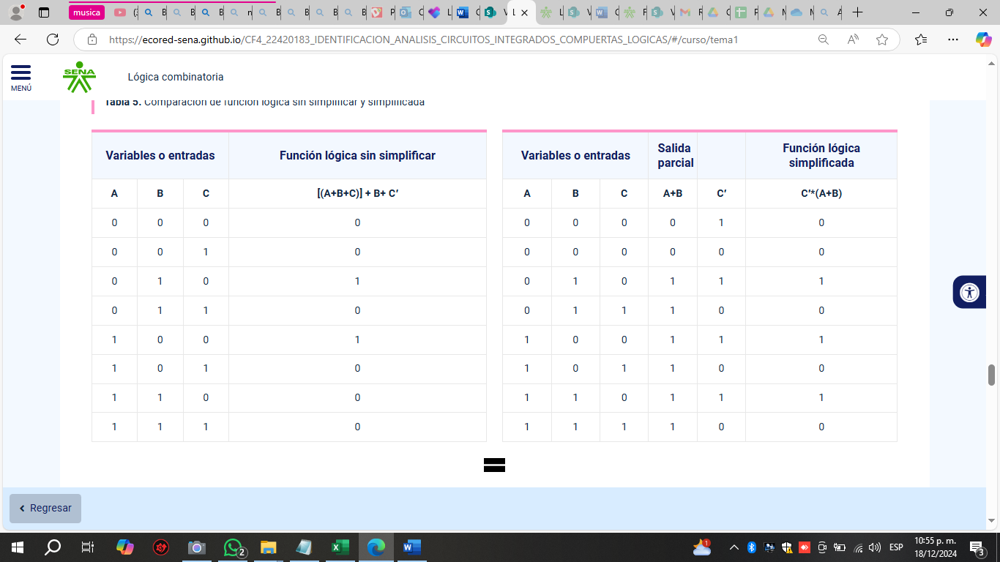 musica
https://ecored-sena.github.io/CF4_22420183_IDENTIFICACION_ANALISIS_CIRCUITOS_INTEGRADOS_COMPUERTAS_LOGICAS/#/curso/tema1
MENÚ
SENA
Lógica combinatoria
Tabla 5. Comparación de función lógica sin simplificar y simplificada
Variables o entradas Función lógica sin simplificar
A B C [(A+B+C)] + B+ C′
0 0 0 0
0 0 1 0
0 1 0 1
0 1 1 0
1 0 0 1
1 0 1 0
1 1 0 0
1 1 1 0
Variables o entradas Salida parcial Función lógica simplificada
A B C A+B C′ C′*(A+B)
0 0 0 0 1 0
0 0 0 0 0 0
0 1 0 1 1 1
0 1 1 1 0 0
1 0 0 1 1 1
1 0 1 1 0 0
1 1 0 1 1 1
1 1 1 1 0 0
Regresar
2
1
ESP
10:55 p. m.
18/12/2024
3